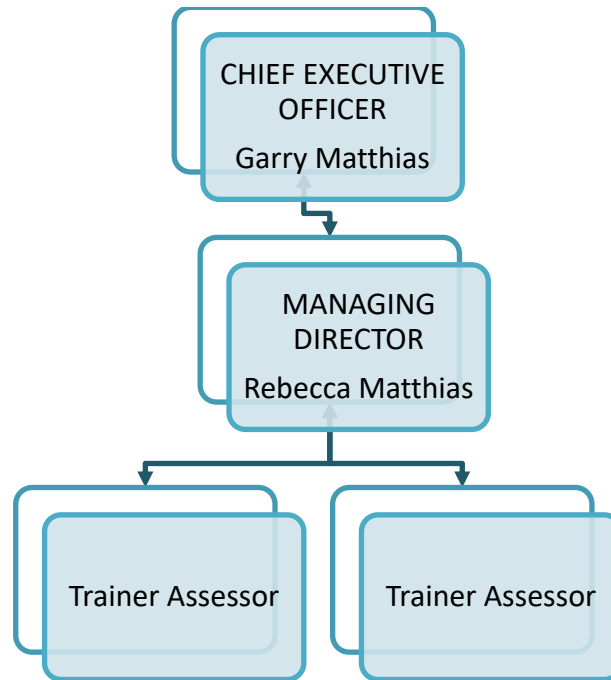 CHIEF EXECUTIVE
OFFICER
Garry Matthias
MANAGING
DIRECTOR
Rebecca Matthias
Trainer Assessor
Trainer Assessor